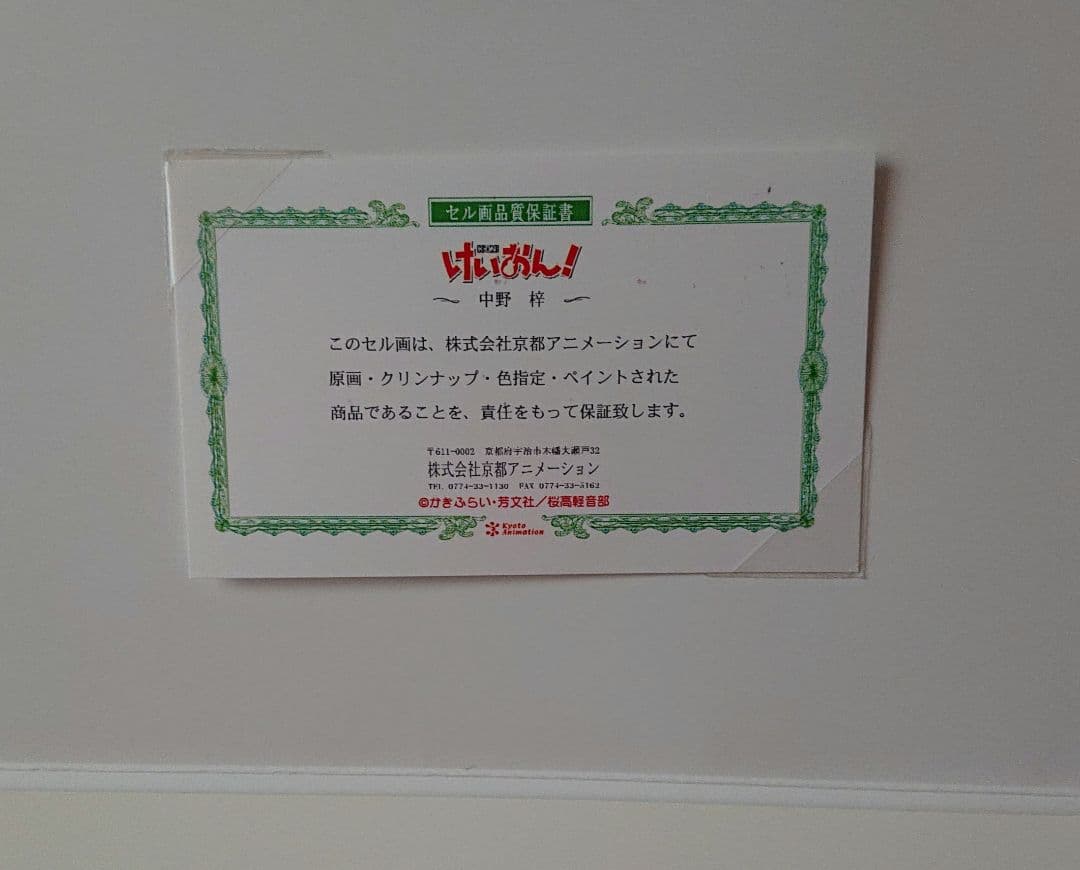 セル画品質保証書
けいおん!
〜 中野 梓 〜
このセル画は、株式会社京都アニメーションにて
原画・クリンナップ・色指定・ペイントされた
商品であることを、責任をもって保証致します。
〒611-0002 京都府宇治市木幡大瀬戸32
株式会社京都アニメーション
TEL 0774-33-1130 FAX 0774-33-5162
©かきふらい・芳文社/桜高軽音部
Kyoto
Animation